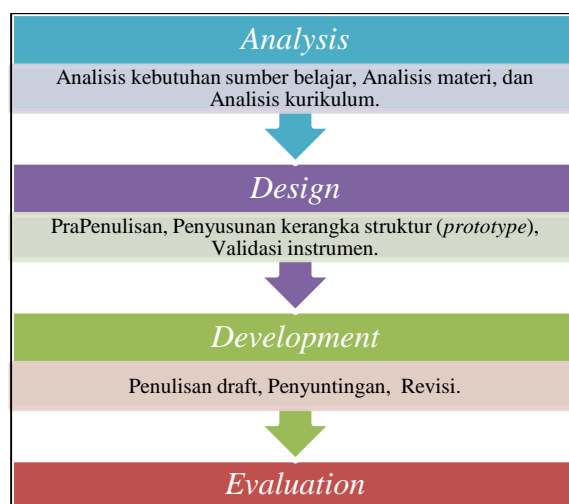 Analysis
Analisis kebutuhan sumber belajar, Analisis materi, dan
Analisis kurikulum.
Design
PraPenulisan, Penyusunan kerangka struktur (prototype),
Validasi instrumen.
Development
Penulisan draft, Penyuntingan, Revisi.
Evaluation